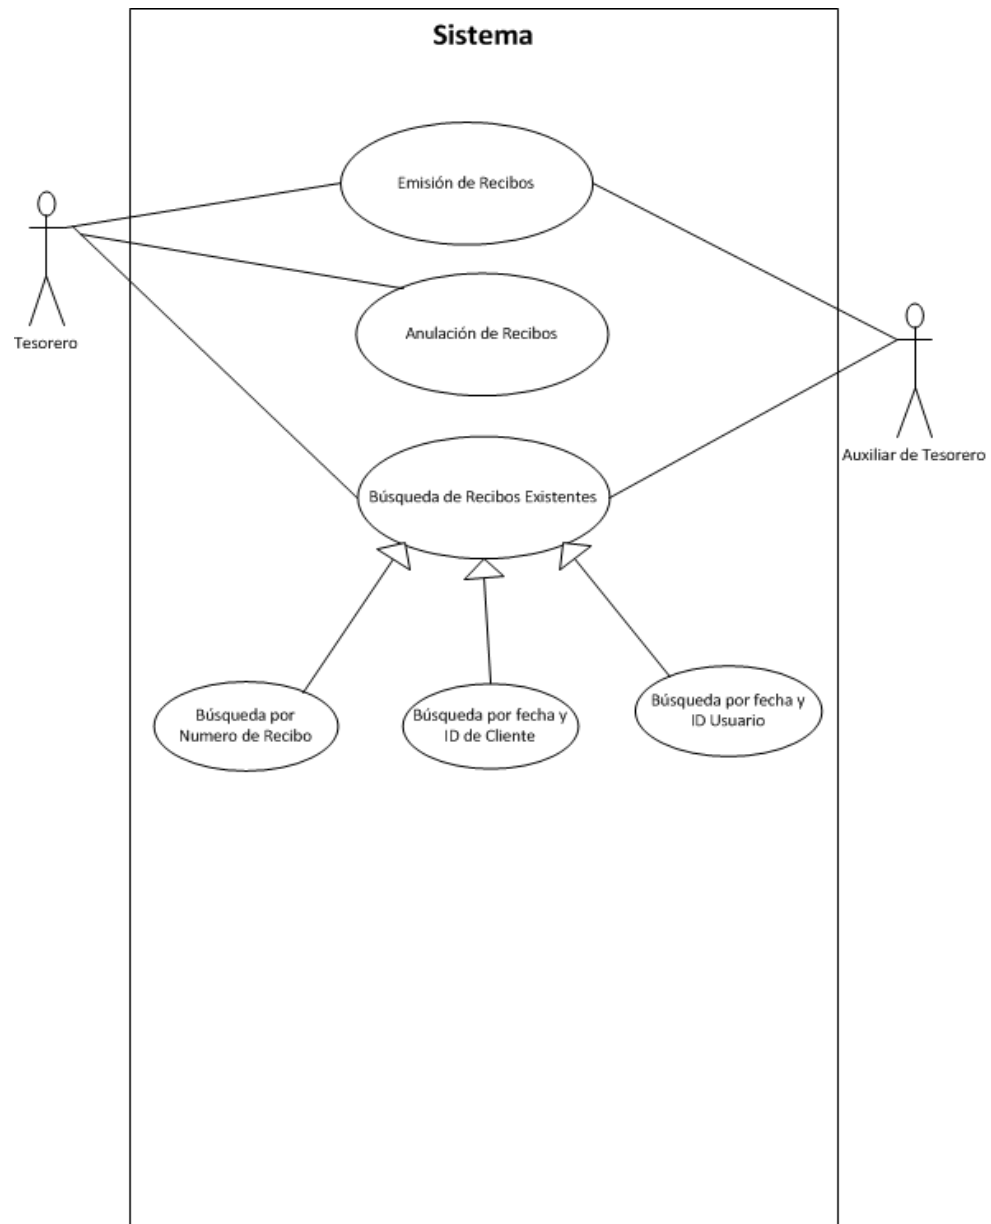 Sistema
Emisión de Recibos
Tesorero
Anulación de Recibos
Auxiliar de Tesorero
Búsqueda de Recibos Existentes
Búsqueda por
Numero de Recibo
Búsqueda por fecha y
ID de Cliente
Búsqueda por fecha y
ID Usuario